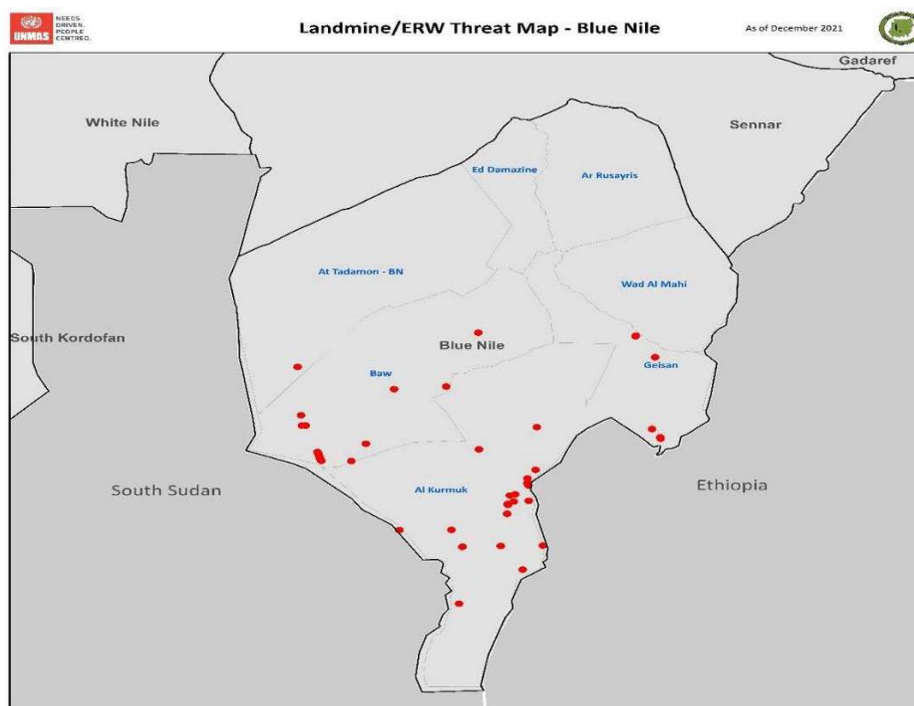 UNMAS
NEEDS
DRIVEN.
PEOPLE
CENTRED.
Landmine/ERW Threat Map - Blue Nile
As of December 2021
Gadaref
White Nile
Sennar
Ed Damazine
Ar Rusayris
At Tadamon - BN
Wad Al Mahi
South Kordofan
Blue Nile
Baw
Geisan
South Sudan
Al Kurmuk
Ethiopia